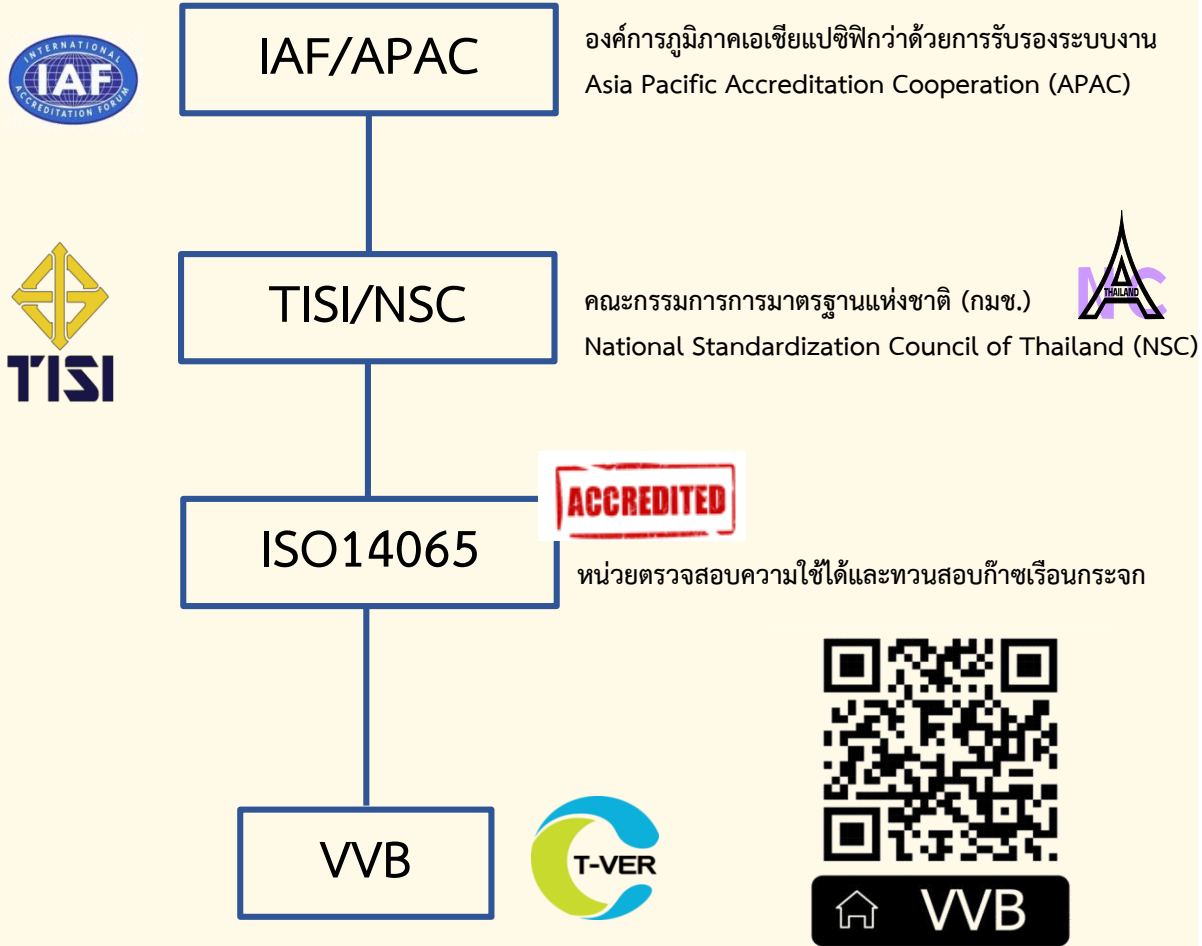 INTERNATIONAL
IAF
ACCREDITATION FORUM
IAF/APAC
องค์การภูมิภาคเอเชียแปซิฟิกว่าด้วยการรับรองระบบงาน
Asia Pacific Accreditation Cooperation (APAC)
TISI
TISI/NSC
คณะกรรมการการมาตรฐานแห่งชาติ (กมช.)
National Standardization Council of Thailand (NSC)
NAC
THAILAND
ACCREDITED
ISO14065
หน่วยตรวจสอบความใช้ได้และทวนสอบก๊าซเรือนกระจก
VVB
T-VER
VVB